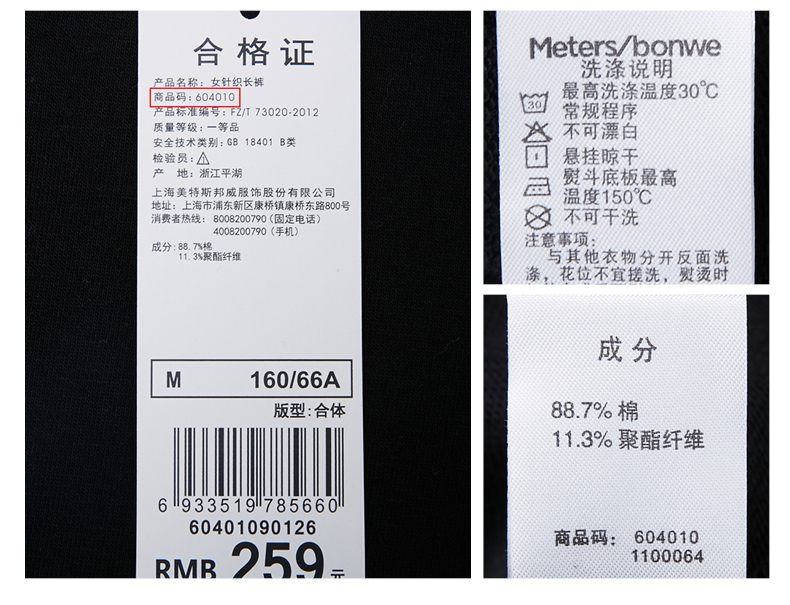 合格证
产品名称：女针织长裤
商品码：604010
产品标准编号：FZ/T 73020-2012
质量等级：一等品
安全技术类别：GB 18401 B类
检验员：
产 地：浙江平湖
上海美特斯邦威服饰股份有限公司
地址：上海市浦东新区康桥镇康桥东路800号
消费者热线：8008200790（固定电话）
4008200790（手机）
成分：88.7%棉
11.3%聚酯纤维
M 160/66A
版型：合体
6 933519 785660
60401090126
RMB 259元
Meters/bonwe
洗涤说明
30
最高洗涤温度30℃
常规程序
不可漂白
悬挂晾干
熨斗底板最高
温度150℃
不可干洗
注意事项：
与其他衣物分开反面洗
涤，花位不宜搓洗，熨烫时
成分
88.7% 棉
11.3% 聚酯纤维
商品码： 604010
1100064